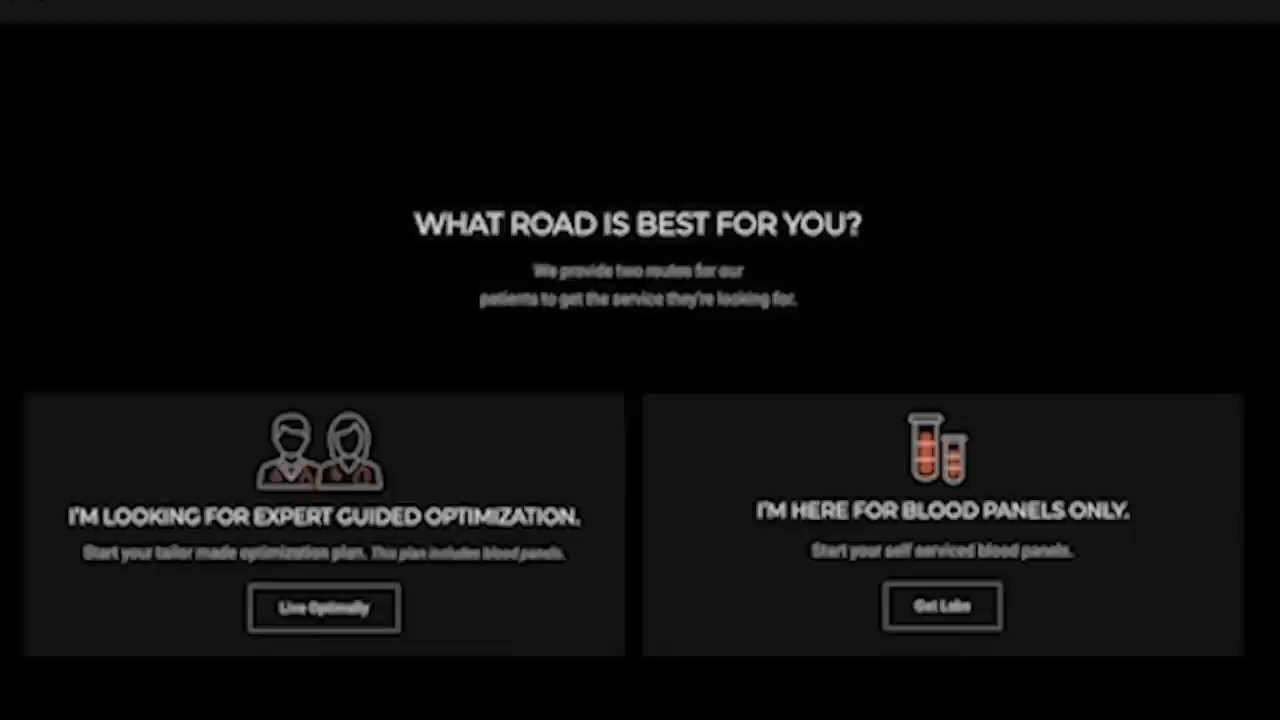 WHAT ROAD IS BEST FOR YOU?
We provide two routes for our
patients to get the service they're looking for.
I'M LOOKING FOR EXPERT GUIDED OPTIMIZATION.
Start your tailor made optimization plan. This plan includes blood panels.
Live Optimally
I'M HERE FOR BLOOD PANELS ONLY.
Start your self serviced blood panels.
Get Labs